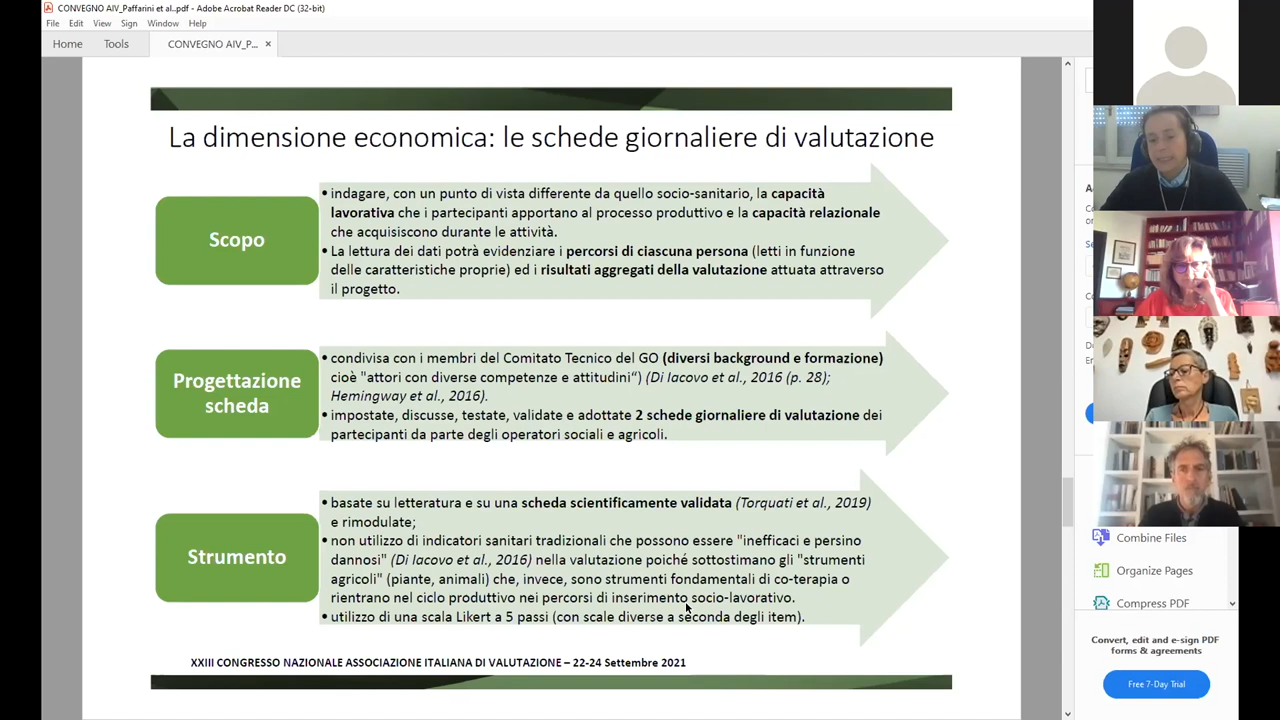 CONVEGNO AIV_Paffarini et al..pdf - Adobe Acrobat Reader DC (32-bit)
File Edit View Sign Window Help
Home Tools CONVEGNO AIV_P... ×
La dimensione economica: le schede giornaliere di valutazione
Scopo
• indagare, con un punto di vista differente da quello socio-sanitario, la capacità
lavorativa che i partecipanti apportano al processo produttivo e la capacità relazionale
che acquisiscono durante le attività.
• La lettura dei dati potrà evidenziare i percorsi di ciascuna persona (letti in funzione
delle caratteristiche proprie) ed i risultati aggregati della valutazione attuata attraverso
il progetto.
Progettazione
scheda
• condivisa con i membri del Comitato Tecnico del GO (diversi background e formazione)
cioè "attori con diverse competenze e attitudini“) (Di Iacovo et al., 2016 (p. 28);
Hemingway et al., 2016).
• impostate, discusse, testate, validate e adottate 2 schede giornaliere di valutazione dei
partecipanti da parte degli operatori sociali e agricoli.
Strumento
• basate su letteratura e su una scheda scientificamente validata (Torquati et al., 2019)
e rimodulate;
• non utilizzo di indicatori sanitari tradizionali che possono essere "inefficaci e persino
dannosi" (Di Iacovo et al., 2016) nella valutazione poiché sottostimano gli "strumenti
agricoli" (piante, animali) che, invece, sono strumenti fondamentali di co-terapia o
rientrano nel ciclo produttivo nei percorsi di inserimento socio-lavorativo.
• utilizzo di una scala Likert a 5 passi (con scale diverse a seconda degli item).
XXIII CONGRESSO NAZIONALE ASSOCIAZIONE ITALIANA DI VALUTAZIONE – 22-24 Settembre 2021
Combine Files
Organize Pages
Compress PDF
Convert, edit and e-sign PDF
forms & agreements
Free 7-Day Trial